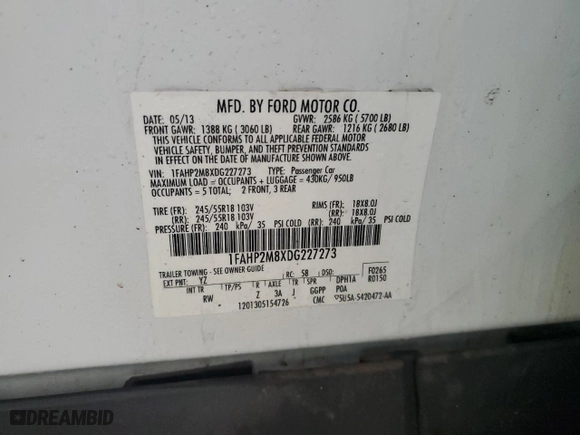 MFD. BY FORD MOTOR CO.
DATE: 05/13 GVWR: 2586 KG ( 5700 LB)
FRONT GAWR: 1388 KG ( 3060 LB) REAR GAWR: 1216 KG ( 2680 LB)
THIS VEHICLE CONFORMS TO ALL APPLICABLE FEDERAL MOTOR
VEHICLE SAFETY, BUMPER, AND THEFT PREVENTION STANDARDS IN
EFFECT ON THE DATE OF MANUFACTURE SHOWN ABOVE.
VIN: 1FAHP2M8XDG227273 TYPE: Passenger Car
MAXIMUM LOAD = OCCUPANTS + LUGGAGE = 430KG/ 950LB
OCCUPANTS = 5 TOTAL; 2 FRONT, 3 REAR
TIRE (FR): 245/55R18 103V RIMS (FR): 18X8.0J
(RR): 245/55R18 103V (RR): 18X8.0J
PRESSURE (FR): 240 kPa/ 35 PSI COLD (RR): 240 kPa/ 35 PSI COLD
1FAHP2M8XDG227273
TRAILER TOWING - SEE OWNER GUIDE
EXT PNT: YZ RC: 58 DSO: F0265
INT TR TP/PS R AXLE TR SPR DPH1A R0150
RW Z 3A J GGPP POA
1201305154726 CMC 5U5A-5420472-AA
DREAMBID